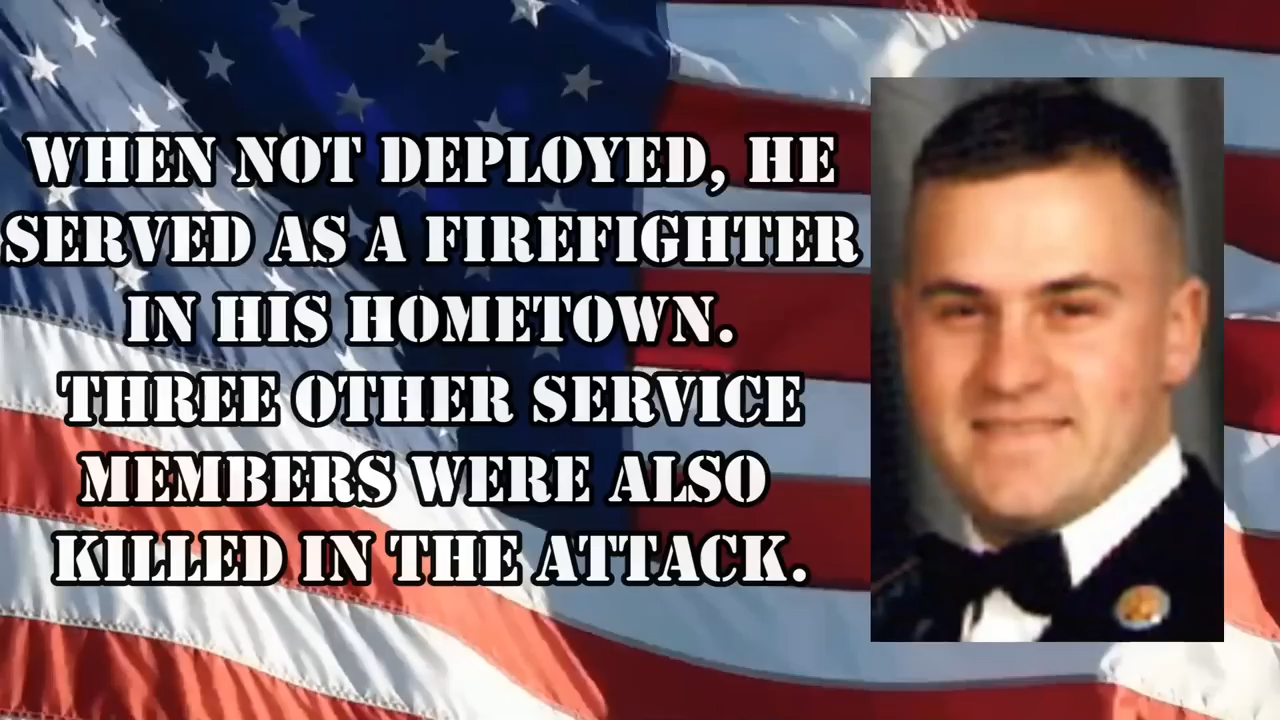 WHEN NOT DEPLOYED, HE
SERVED AS A FIREFIGHTER
IN HIS HOMETOWN.
THREE OTHER SERVICE
MEMBERS WERE ALSO
KILLED IN THE ATTACK.